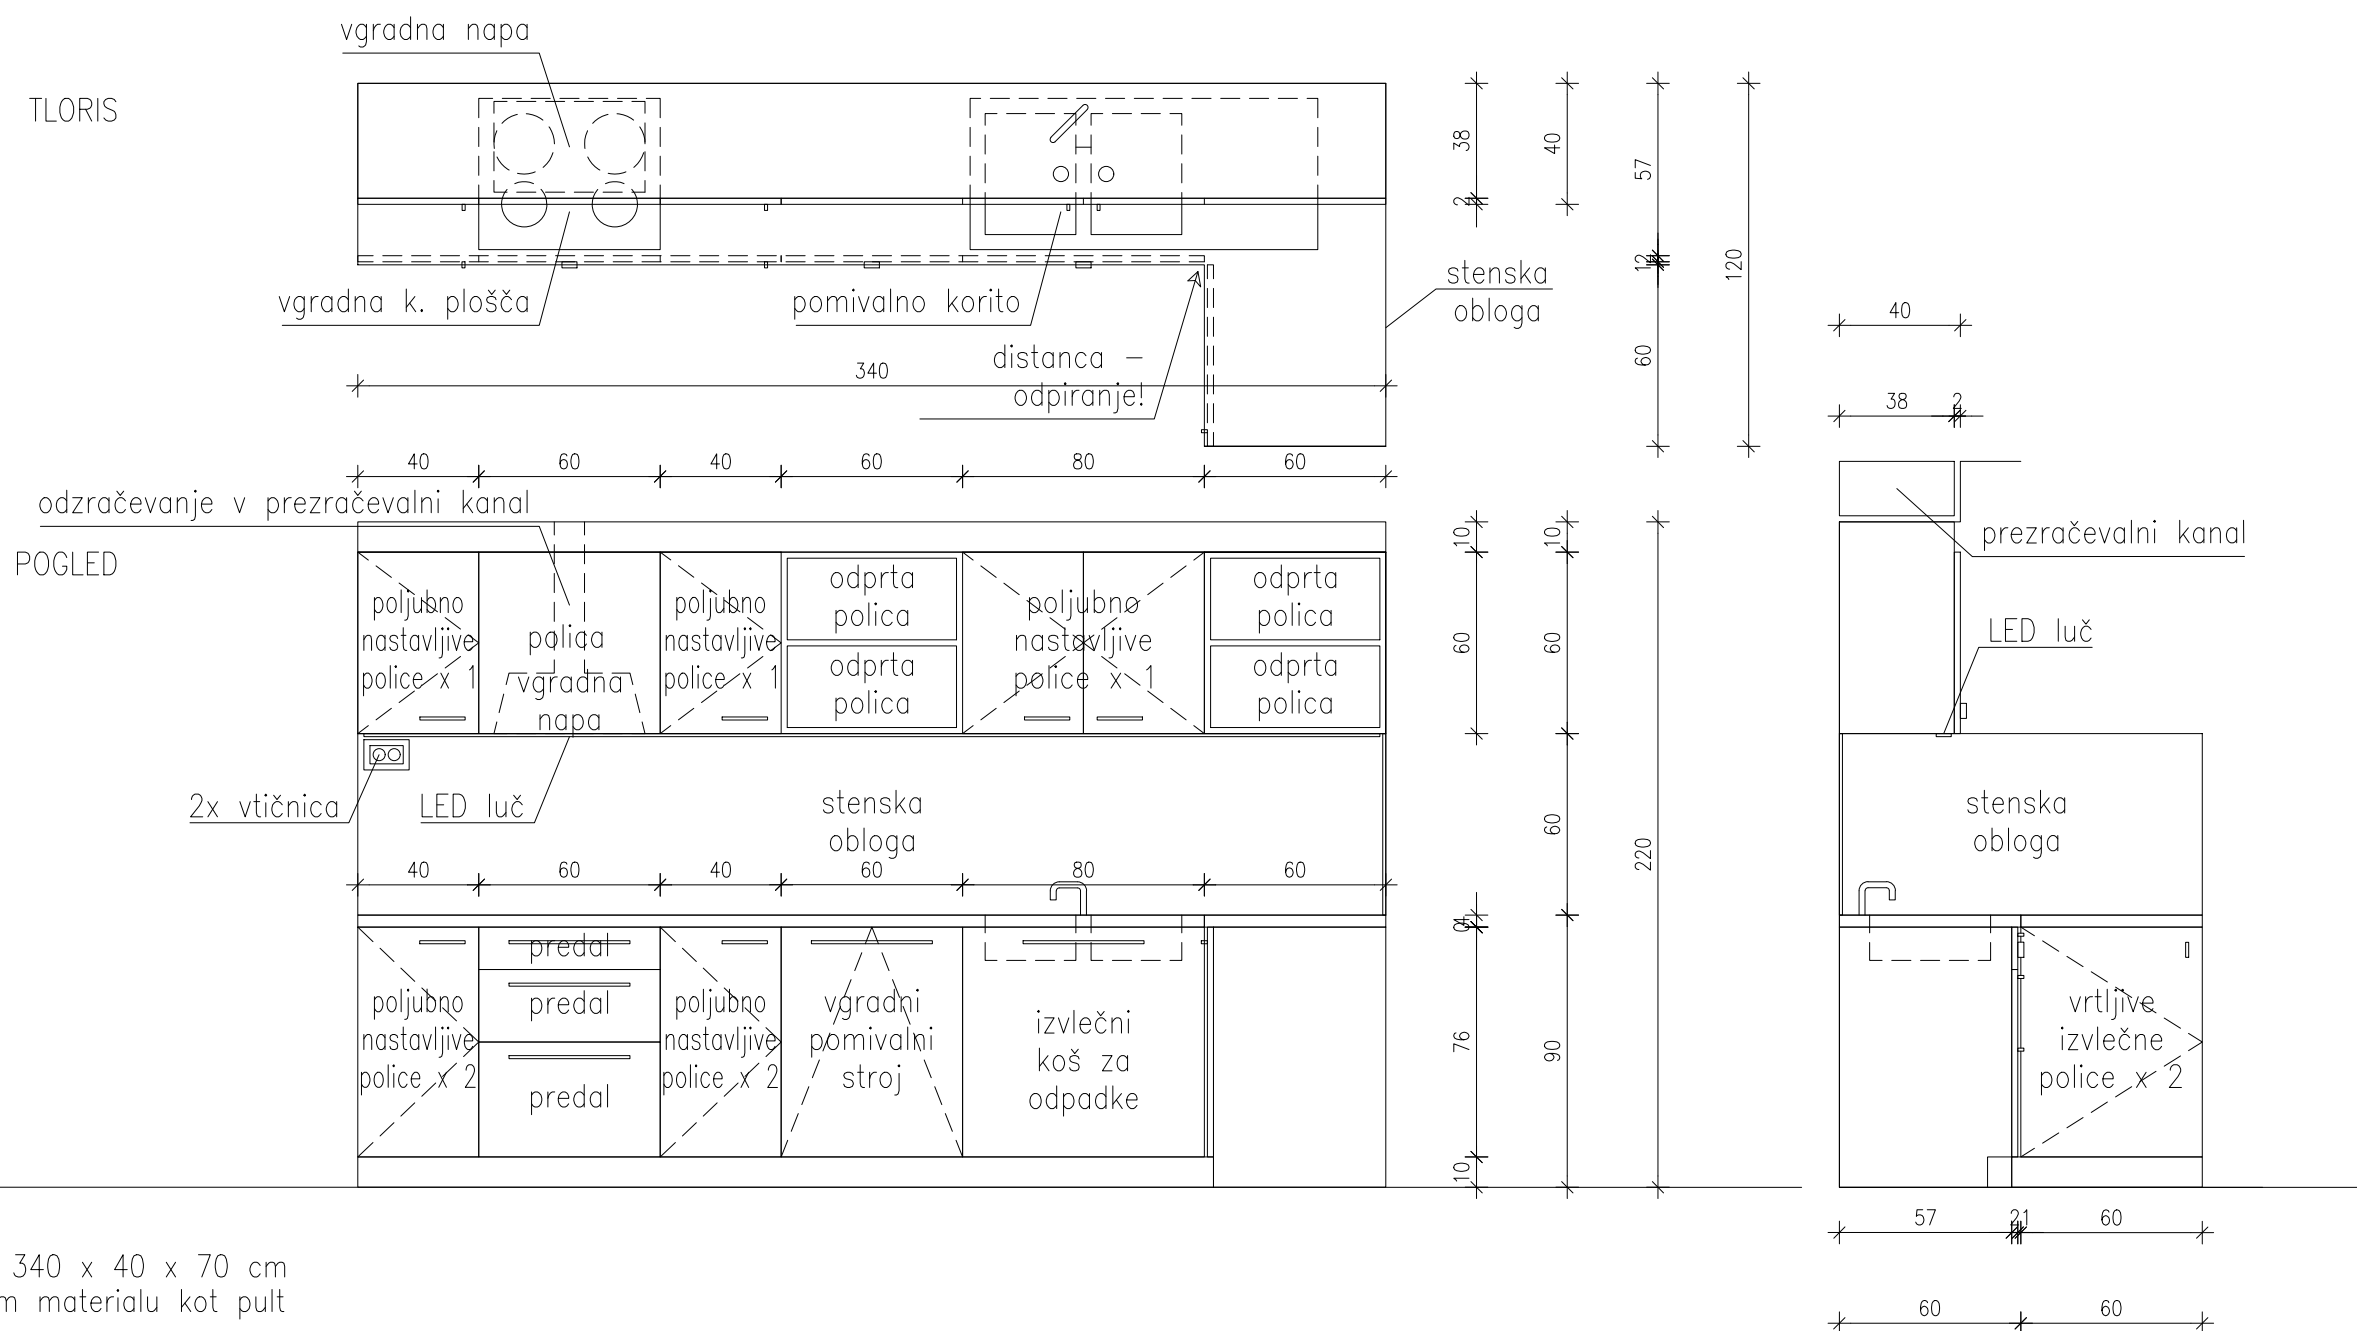 vgradna napa
TLORIS
38
2
40
57
12
60
120
vgradna k. plošča
pomivalno korito
stenska
obloga
distanca –
odpiranje!
340
40
60
40
60
80
60
40
38
2
odzračevanje v prezračevalni kanal
POGLED
prezračevalni kanal
LED luč
poljubno
nastavljive
police x 1
polica
vgradna
napa
poljubno
nastavljive
police x 1
odprta
polica
odprta
polica
poljubno
nastavljive
police x 1
odprta
polica
odprta
polica
10
60
10
60
60
220
2x vtičnica
LED luč
stenska
obloga
stenska
obloga
40
60
40
60
80
60
poljubno
nastavljive
police x 2
predal
predal
predal
poljubno
nastavljive
police x 2
vgradni
pomivalni
stroj
izvlečni
koš za
odpadke
vrtljive
izvlečne
police x 2
76
10
90
57
21
60
60
60
340 x 40 x 70 cm
m materialu kot pult